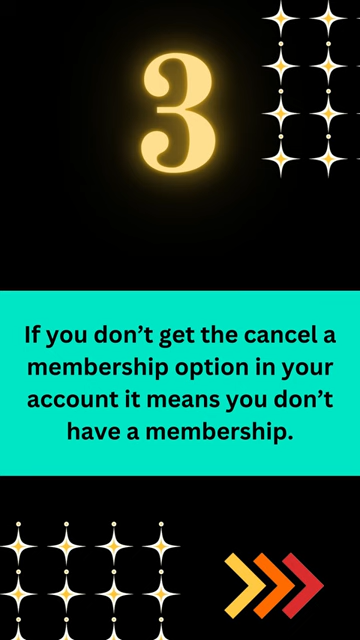 3
If you don’t get the cancel a
membership option in your
account it means you don’t
have a membership.